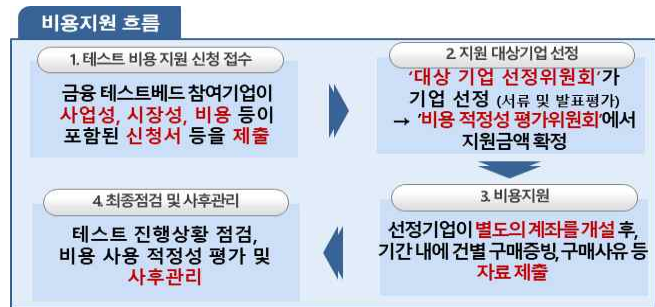 비용지원 흐름
1. 테스트 비용 지원 신청 접수
금융 테스트베드 참여기업이
사업성, 시장성, 비용 등이
포함된 신청서 등을 제출
2. 지원 대상기업 선정
‘대상 기업 선정위원회’가
기업 선정 (서류 및 발표평가)
→ ‘비용 적정성 평가위원회’에서
지원금액 확정
3. 비용지원
선정기업이 별도의 계좌를 개설 후,
기간 내에 건별 구매증빙, 구매사유 등
자료 제출
4. 최종점검 및 사후관리
테스트 진행상황 점검,
비용 사용 적정성 평가 및
사후관리